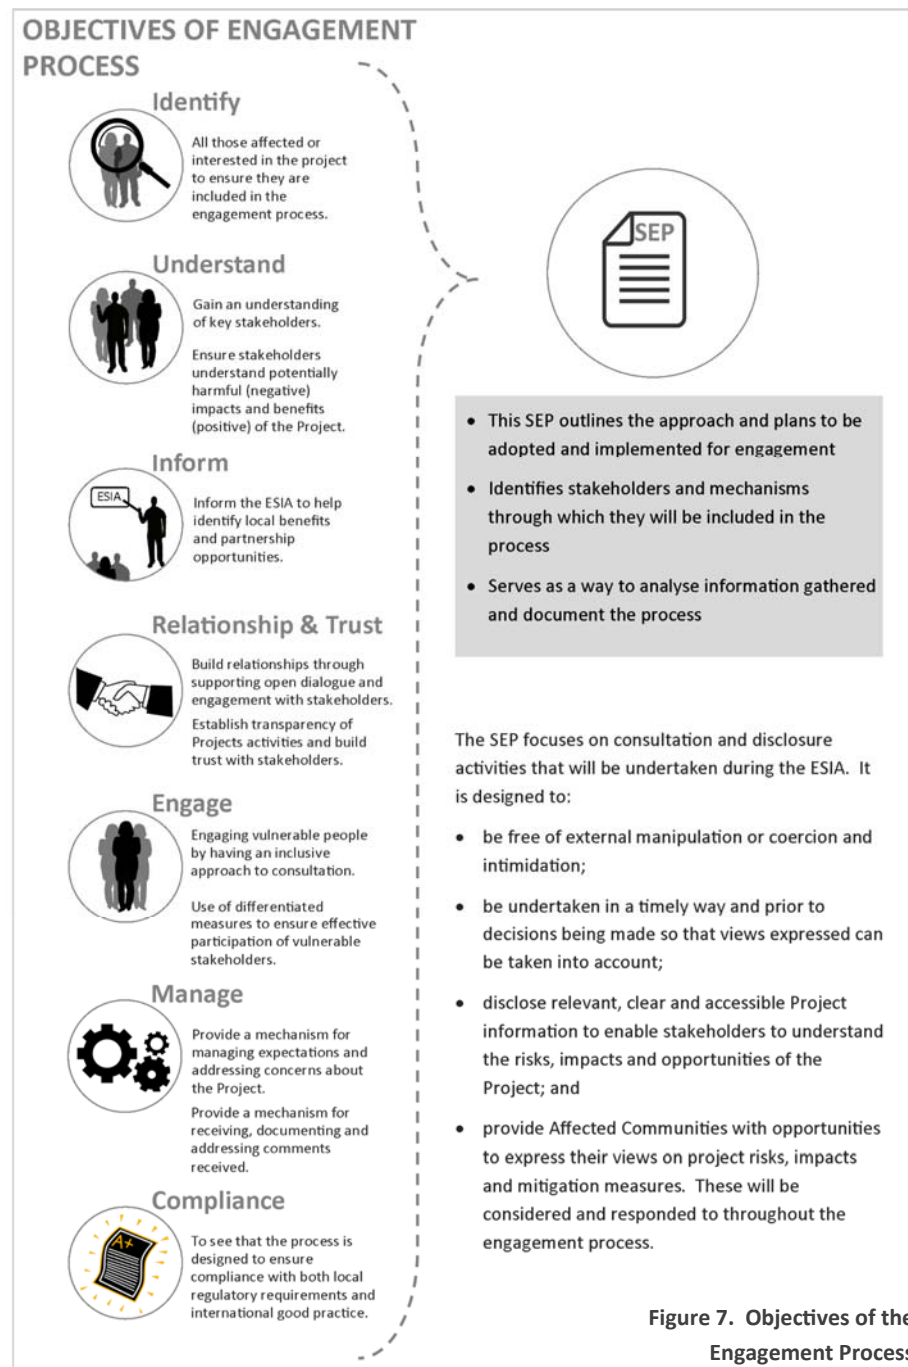 OBJECTIVES OF ENGAGEMENT
PROCESS
Identify
All those affected or
interested in the project
to ensure they are
included in the
engagement process.
Understand
Gain an understanding
of key stakeholders.
Ensure stakeholders
understand potentially
harmful (negative)
impacts and benefits
(positive) of the Project.
Inform
ESIA
Inform the ESIA to help
identify local benefits
and partnership
opportunities.
Relationship & Trust
Build relationships through
supporting open dialogue and
engagement with stakeholders.
Establish transparency of
Projects activities and build
trust with stakeholders.
Engage
Engaging vulnerable people
by having an inclusive
approach to consultation.
Use of differentiated
measures to ensure effective
participation of vulnerable
stakeholders.
Manage
Provide a mechanism for
managing expectations and
addressing concerns about
the Project.
Provide a mechanism for
receiving, documenting and
addressing comments
received.
Compliance
A+
To see that the process is
designed to ensure
compliance with both local
regulatory requirements and
international good practice.
SEP
• This SEP outlines the approach and plans to be
adopted and implemented for engagement
• Identifies stakeholders and mechanisms
through which they will be included in the
process
• Serves as a way to analyse information gathered
and document the process
The SEP focuses on consultation and disclosure
activities that will be undertaken during the ESIA. It
is designed to:
• be free of external manipulation or coercion and
intimidation;
• be undertaken in a timely way and prior to
decisions being made so that views expressed can
be taken into account;
• disclose relevant, clear and accessible Project
information to enable stakeholders to understand
the risks, impacts and opportunities of the
Project; and
• provide Affected Communities with opportunities
to express their views on project risks, impacts
and mitigation measures. These will be
considered and responded to throughout the
engagement process.
Figure 7. Objectives of the
Engagement Process